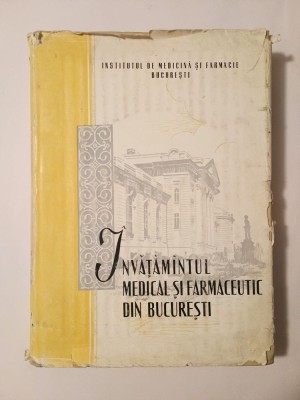 INSTITUTUL DE MEDICINĂ ȘI FARMACIE
BUCUREȘTI
ÎNVĂȚĂMÎNTUL
MEDICAL ȘI FARMACEUTIC
DIN BUCUREȘTI